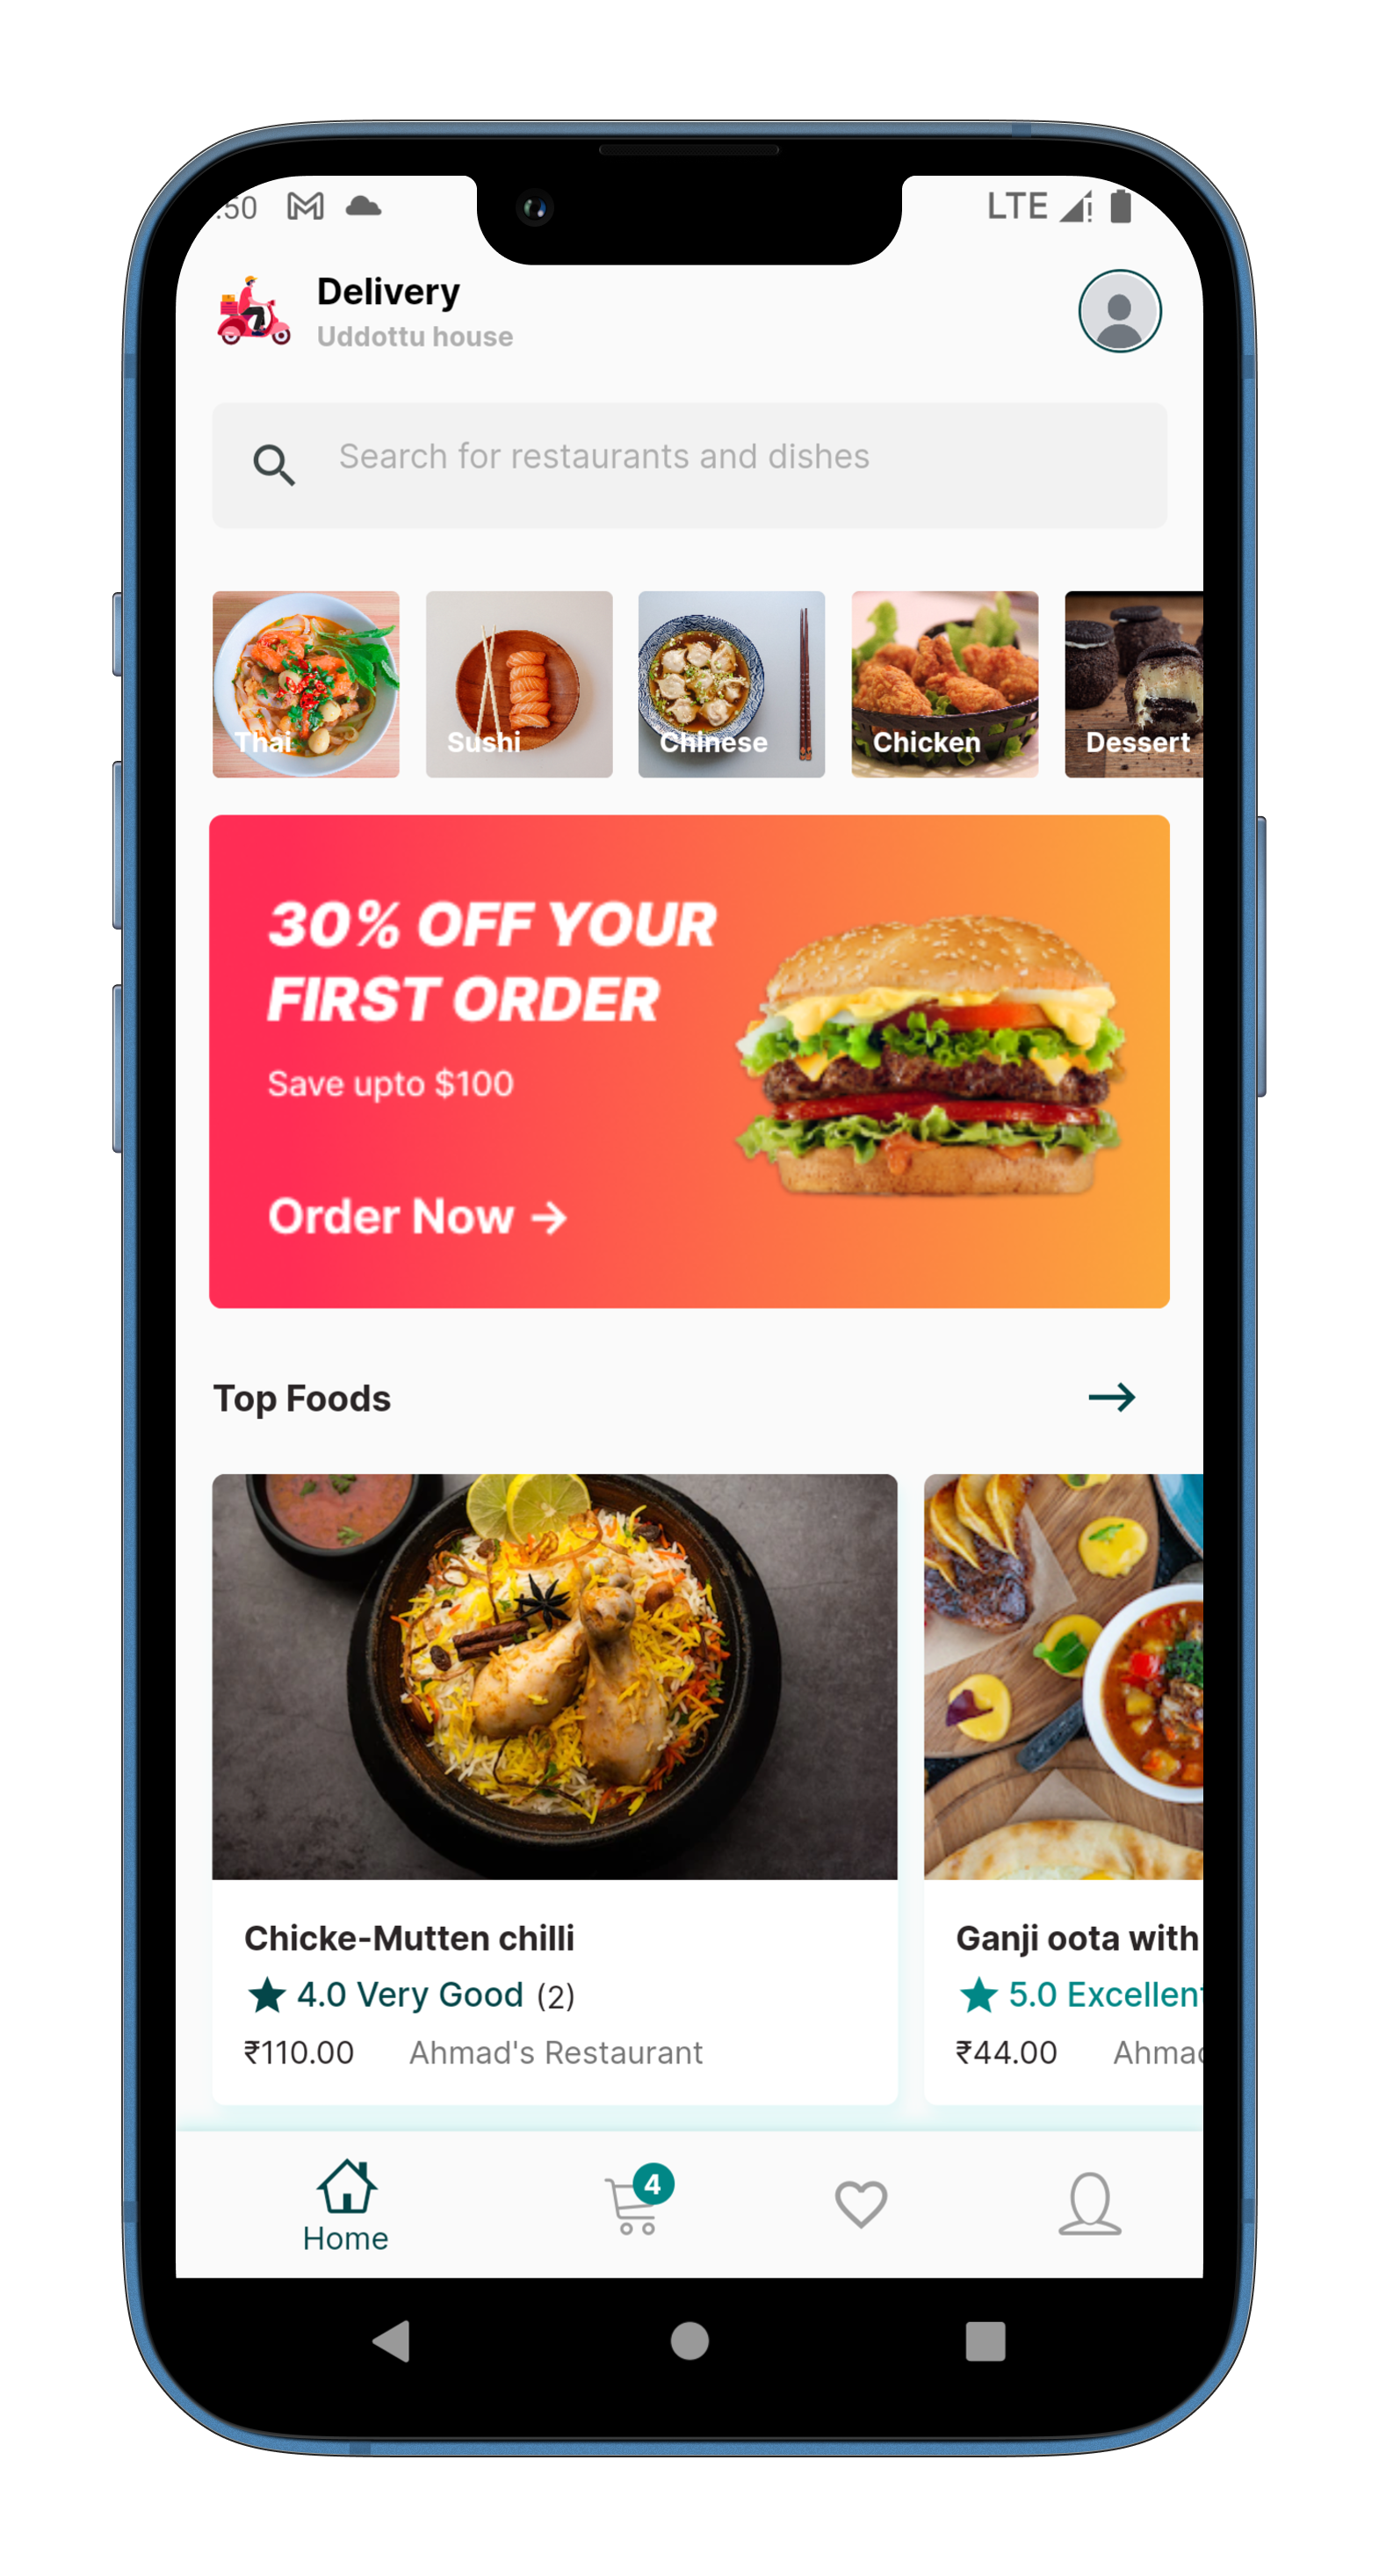 :50
LTE
Delivery
Uddottu house
Search for restaurants and dishes
Thai
Sushi
Chinese
Chicken
Dessert
30% OFF YOUR
FIRST ORDER
Save upto $100
Order Now →
Top Foods
Chicke-Mutten chilli
4.0 Very Good (2)
₹110.00 Ahmad's Restaurant
Ganji oota with
5.0 Excellent
₹44.00 Ahmad
4
Home